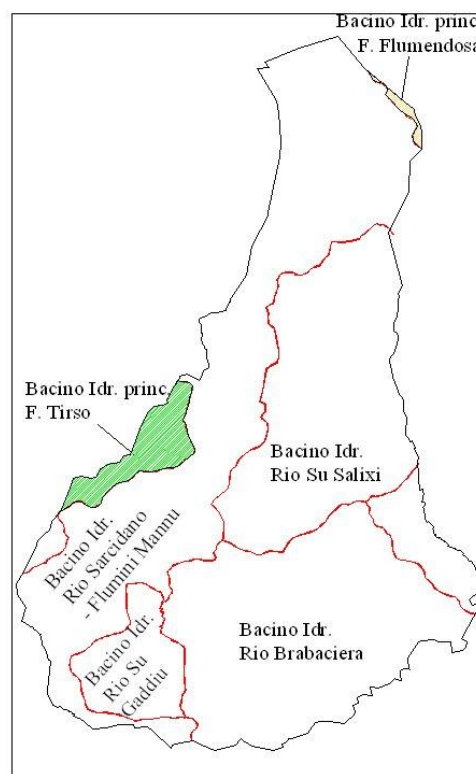 Bacino Idr. princ.
F. Flumendosa
Bacino Idr. princ.
F. Tirso
Bacino Idr.
Rio Su Salixi
Bacino Idr.
Rio Sarcidano
- Flumini Mannu
Bacino Idr.
Rio Brabaciera
Bacino Idr.
Rio Su
Gaddiu